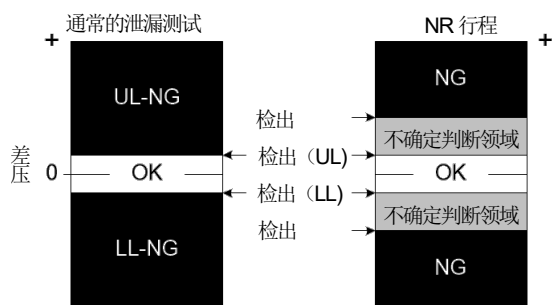 通常的泄漏测试
NR 行程
+
+
UL-NG
NG
检出
不确定判断领域
检出（UL)
差压
0
OK
OK
检出（LL)
不确定判断领域
检出
LL-NG
NG